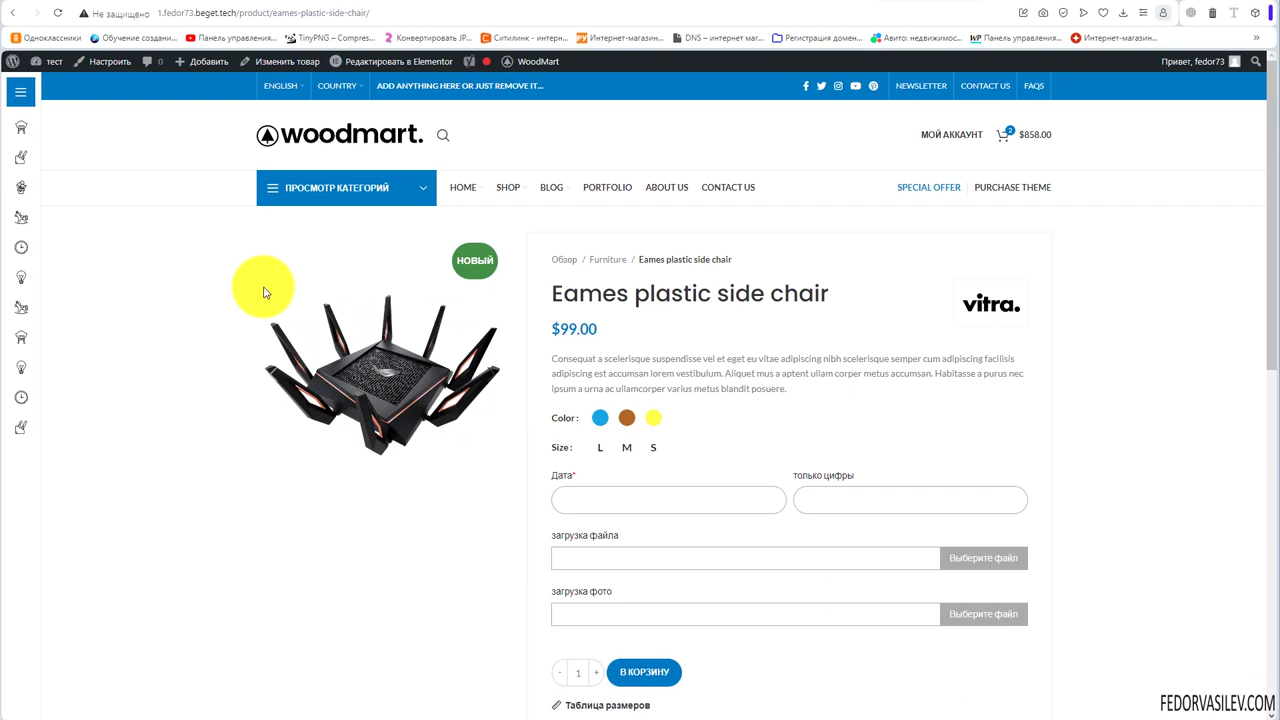 Не защищено 1.fedor73.beget.tech/product/eames-plastic-side-chair/
Одноклассники Обучение создани... Панель управления... TinyPNG – Compres... Конвертировать JP... Ситилинк - интерн... Интернет-магазин... DNS – интернет маг... Регистрация домен... Авито: недвижимос... Панель управления... Интернет-магазин... »
тест Настройки 0 Добавить Изменить товар Редактировать в Elementor WoodMart Привет, fedor73
ENGLISH COUNTRY ADD ANYTHING HERE OR JUST REMOVE IT... NEWSLETTER CONTACT US FAQS
woodmart. МОЙ АККАУНТ 2 $858.00
ПРОСМОТР КАТЕГОРИЙ HOME SHOP BLOG PORTFOLIO ABOUT US CONTACT US SPECIAL OFFER PURCHASE THEME
НОВЫЙ
Обзор / Furniture / Eames plastic side chair
Eames plastic side chair
vitra.
$99.00
Consequat a scelerisque suspendisse vel et eget eu vitae adipiscing nibh scelerisque semper cum adipiscing facilisis
adipiscing est accumsan lorem vestibulum. Aliquet mus a aptent ullam corper metus accumsan. Habitasse a purus nec
ipsum a urna ac ullamcorper varius metus blandit posuere.
Color :
Size : L M S
Дата* только цифры
загрузка файла
Выберите файл
загрузка фото
Выберите файл
- 1 + В КОРЗИНУ
Таблица размеров
FEDORVASILEV.COM